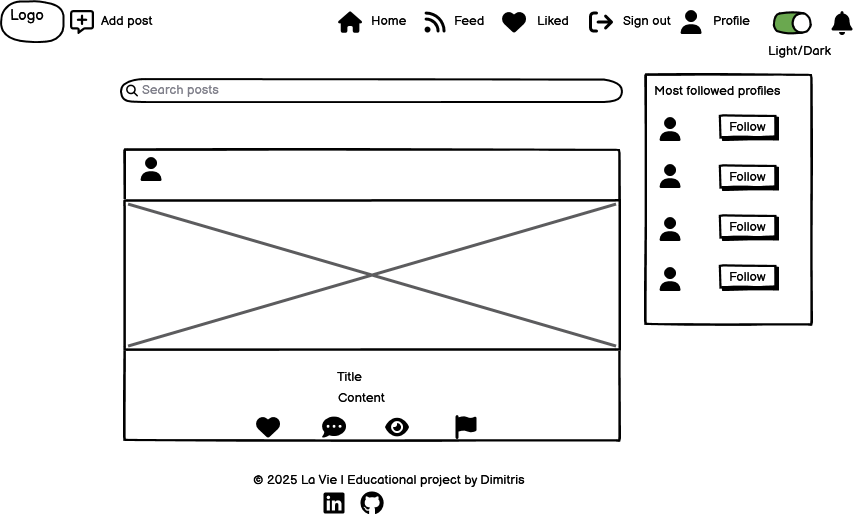 Logo
Add post
Home
Feed
Liked
Sign out
Profile
Light/Dark
Search posts
Most followed profiles
Follow
Follow
Follow
Follow
Title
Content
© 2025 La Vie I Educational project by Dimitris